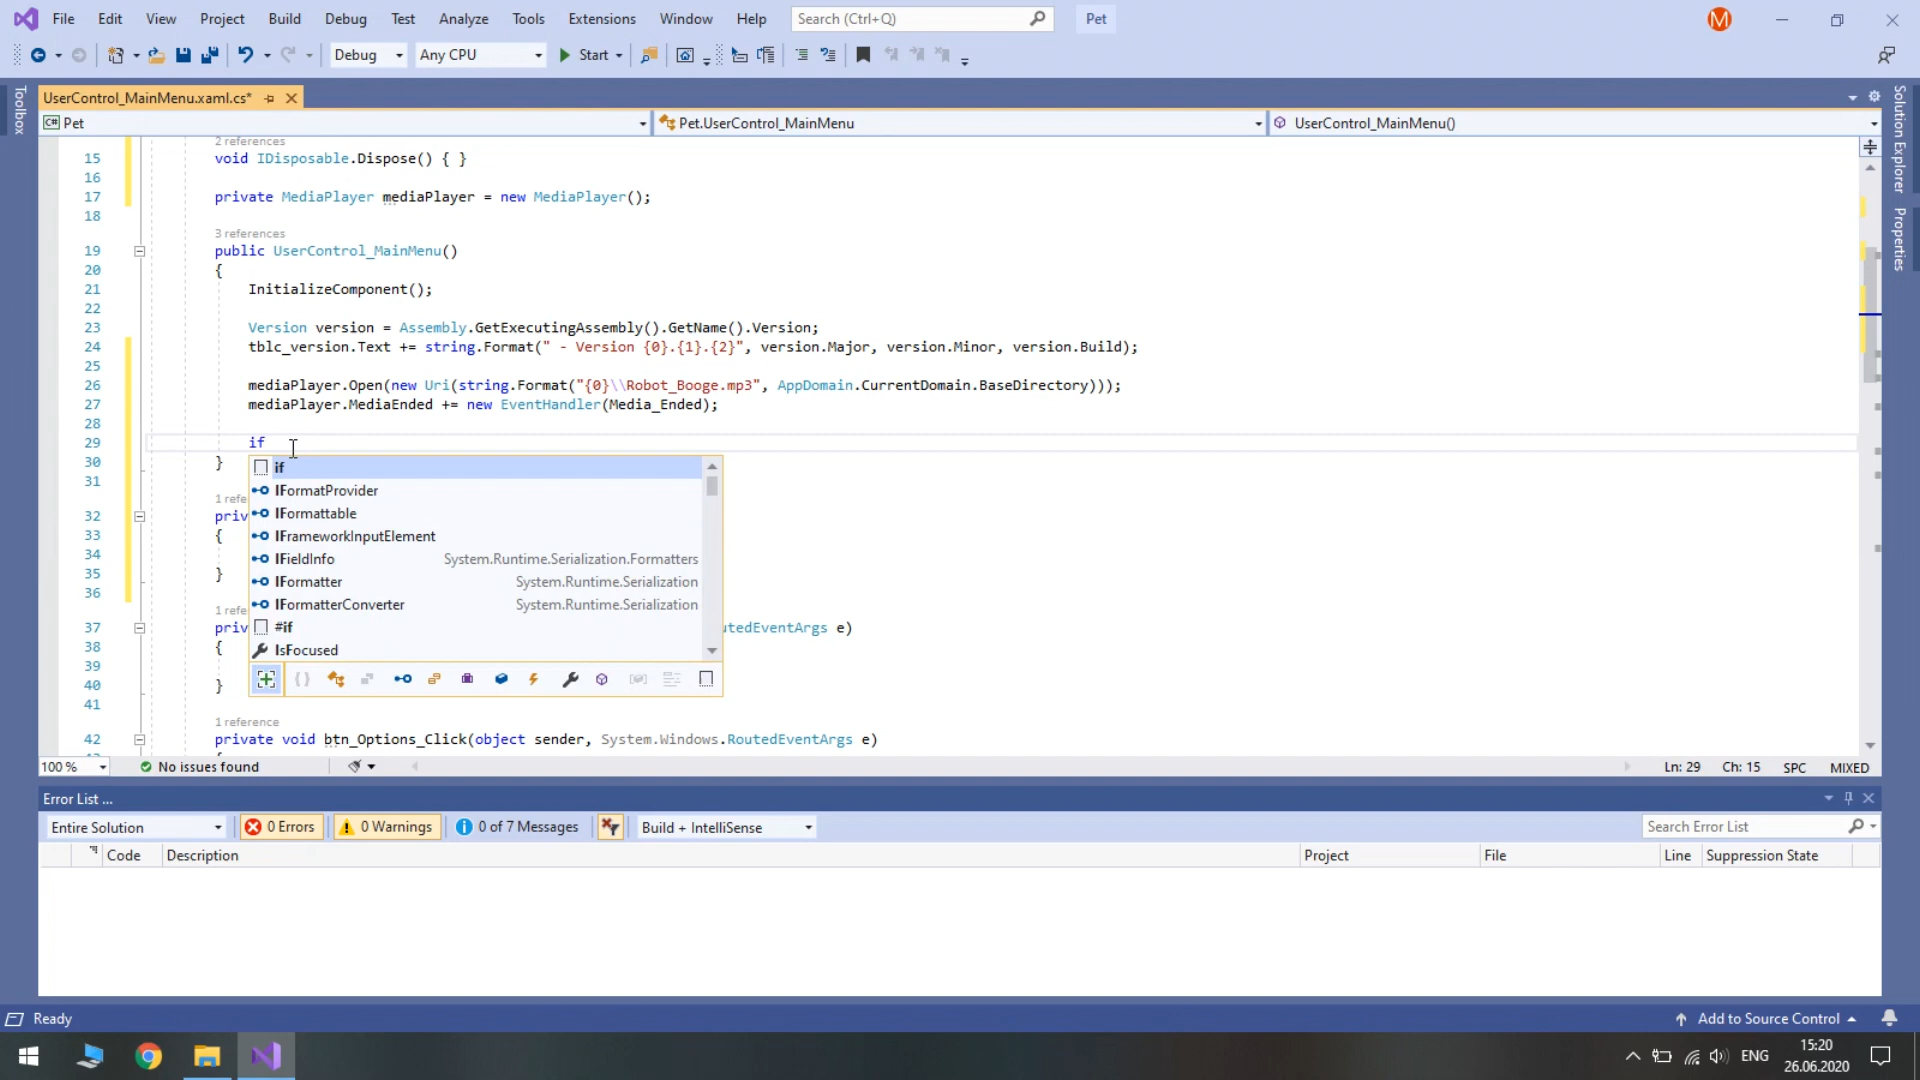 File Edit View Project Build Debug Test Analyze Tools Extensions Window Help Search (Ctrl+Q) Pet M
Debug Any CPU Start
Toolbox
UserControl_MainMenu.xaml.cs*
Pet Pet.UserControl_MainMenu UserControl_MainMenu()
Solution Explorer
Properties
2 references
15 void IDisposable.Dispose() { }
16
17 private MediaPlayer mediaPlayer = new MediaPlayer();
18
3 references
19 public UserControl_MainMenu()
20 {
21 InitializeComponent();
22
23 Version version = Assembly.GetExecutingAssembly().GetName().Version;
24 tblc_version.Text += string.Format(" - Version {0}.{1}.{2}", version.Major, version.Minor, version.Build);
25
26 mediaPlayer.Open(new Uri(string.Format("{0}\\Robot_Booge.mp3", AppDomain.CurrentDomain.BaseDirectory)));
27 mediaPlayer.MediaEnded += new EventHandler(Media_Ended);
28
29 if
30 }
if
31
IFormatProvider
1 refe
32 priv
IFormattable
33 {
IFrameworkInputElement
34
IFieldInfo System.Runtime.Serialization.Formatters
35 }
IFormatter System.Runtime.Serialization
36
IFormatterConverter System.Runtime.Serialization
1 refe
37 priv
#if
utedEventArgs e)
38 {
IsFocused
39
40 }
41
1 reference
42 private void btn_Options_Click(object sender, System.Windows.RoutedEventArgs e)
100 % No issues found Ln: 29 Ch: 15 SPC MIXED
Error List ...
Entire Solution 0 Errors 0 Warnings 0 of 7 Messages Build + IntelliSense Search Error List
Code Description Project File Line Suppression State
Ready Add to Source Control
ENG 15:20
26.06.2020